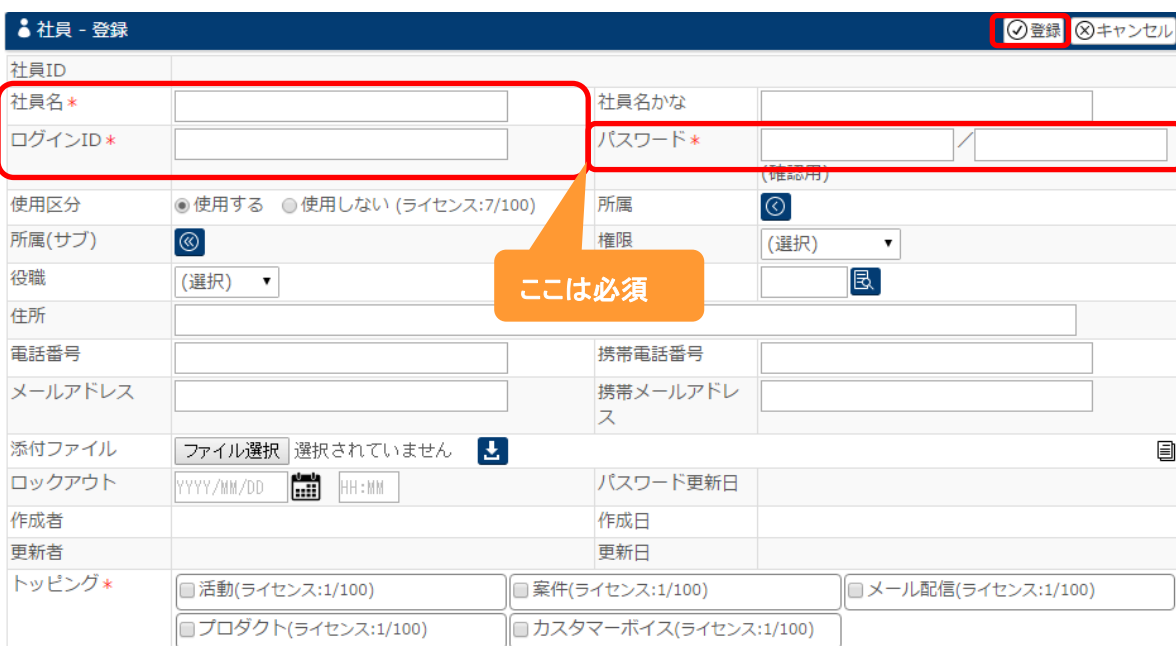 社員 - 登録 登録 キャンセル
社員ID
社員名* 社員名かな
ログインID* パスワード* ／
(確認用)
使用区分 使用する 使用しない (ライセンス:7/100) 所属
所属(サブ) 権限 (選択)
役職 (選択)
ここは必須
住所
電話番号 携帯電話番号
メールアドレス 携帯メールアドレ
ス
添付ファイル ファイル選択 選択されていません
ロックアウト YYYY/MM/DD HH:MM パスワード更新日
作成者 作成日
更新者 更新日
トッピング* 活動(ライセンス:1/100) 案件(ライセンス:1/100) メール配信(ライセンス:1/100)
プロダクト(ライセンス:1/100) カスタマーボイス(ライセンス:1/100)